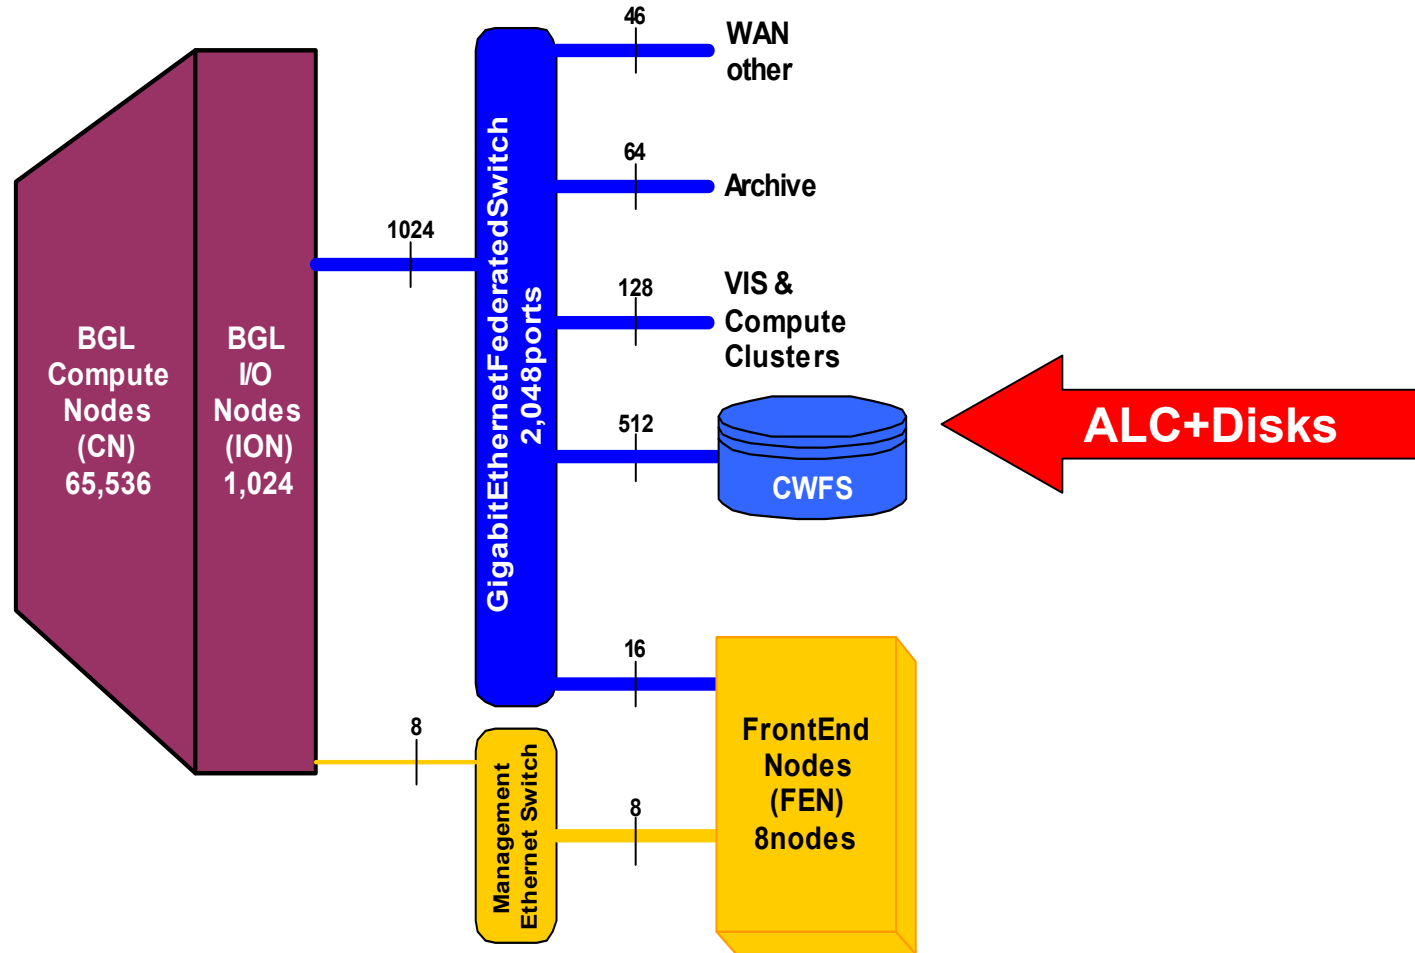 46
WAN
other
64
Archive
1024
128
VIS &
Compute
Clusters
GigabitEthernetFederatedSwitch
2,048ports
BGL
Compute
Nodes
(CN)
65,536
BGL
I/O
Nodes
(ION)
1,024
512
CWFS
ALC+Disks
16
8
Management
Ethernet Switch
8
FrontEnd
Nodes
(FEN)
8nodes